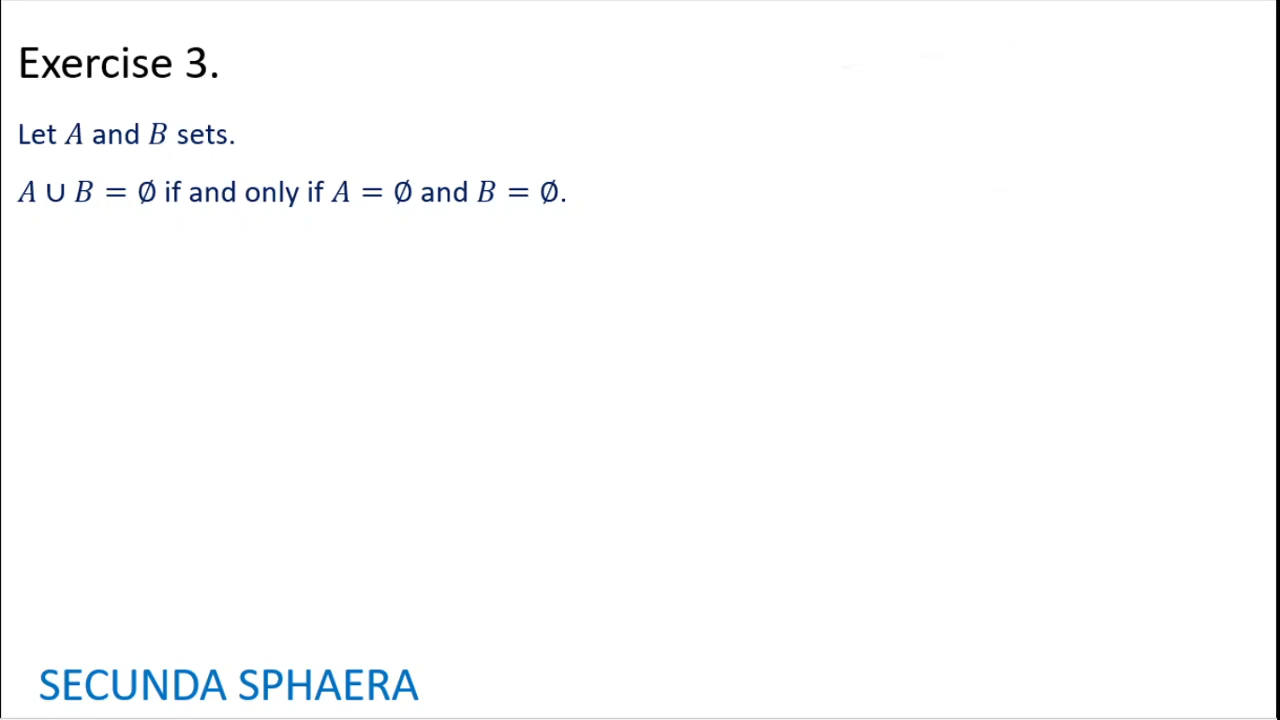 Exercise 3.
Let A and B sets.
A ∪ B = ∅ if and only if A = ∅ and B = ∅.
SECUNDA SPHAERA